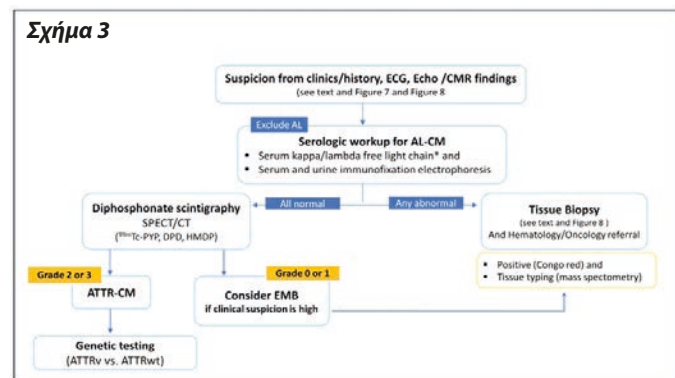 Σχήμα 3
Suspicion from clinics/history, ECG, Echo /CMR findings
(see text and Figure 7 and Figure 8
Exclude AL
Serologic workup for AL-CM
▪ Serum kappa/lambda free light chain* and
▪ Serum and urine immunofixation electrophoresis
All normal
Any abnormal
Diphosphonate scintigraphy
SPECT/CT
(⁹⁹ᵐTc-PYP, DPD, HMDP)
Tissue Biopsy
(see text and Figure 8 )
And Hematology/Oncology referral
▪ Positive (Congo red) and
▪ Tissue typing (mass spectometry)
Grade 2 or 3
ATTR-CM
Grade 0 or 1
Consider EMB
if clinical suspicion is high
Genetic testing
(ATTRv vs. ATTRwt)